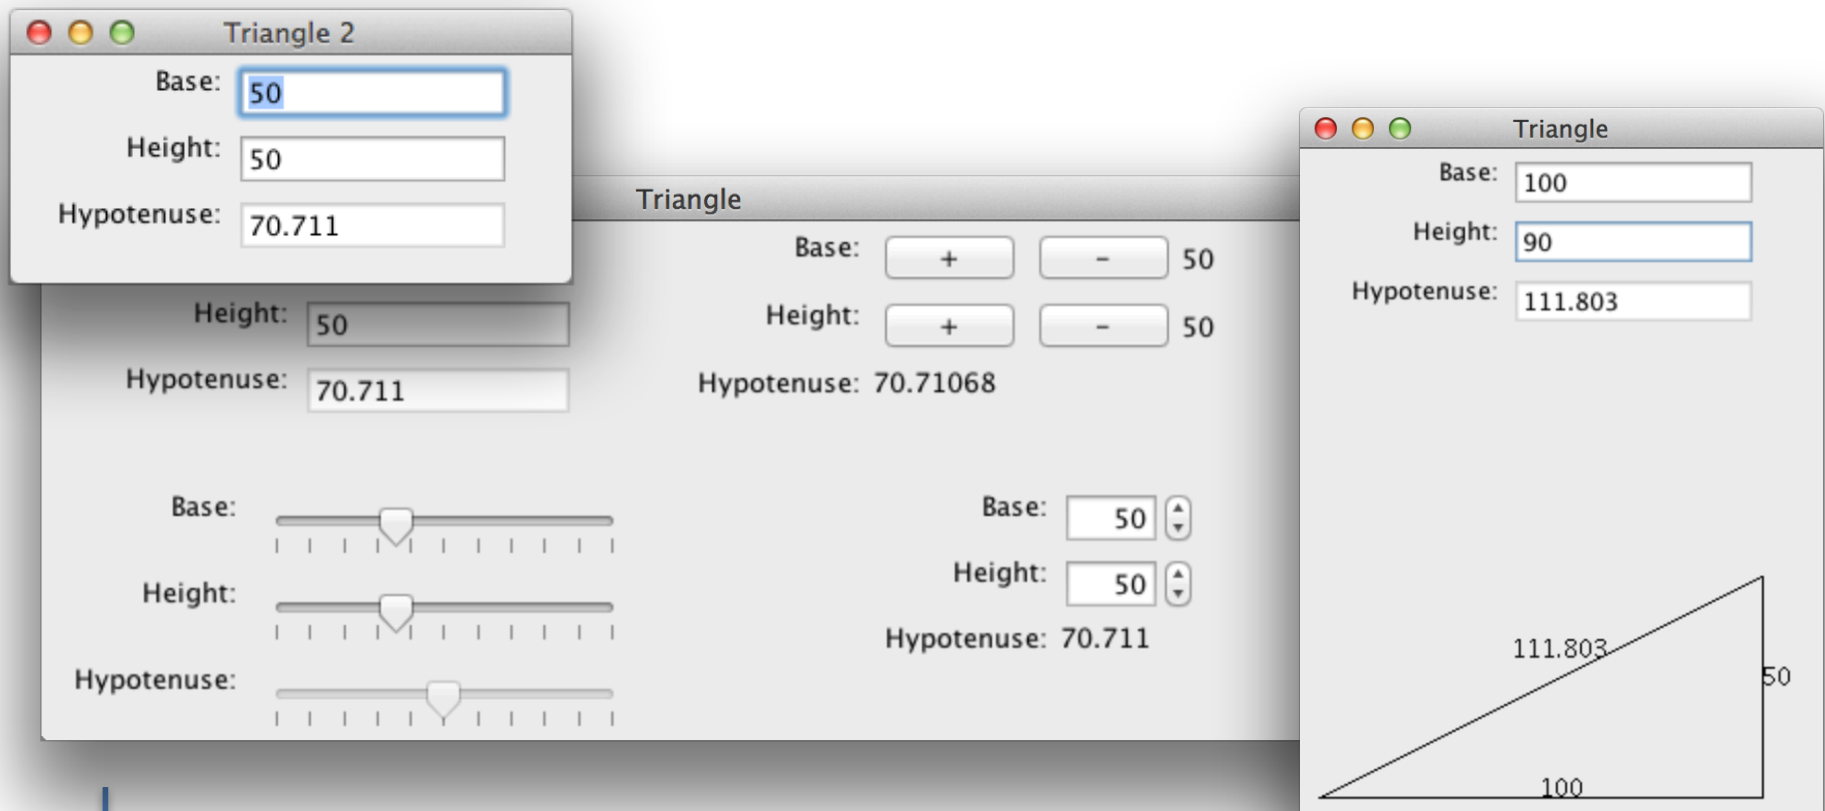 Triangle 2
Base: 50
Height: 50
Hypotenuse: 70.711
Triangle
Height: 50
Hypotenuse: 70.711
Base: + - 50
Height: + - 50
Hypotenuse: 70.71068
Base:
Height:
Hypotenuse:
Base: 50
Height: 50
Hypotenuse: 70.711
Triangle
Base: 100
Height: 90
Hypotenuse: 111.803
111.803
50
100